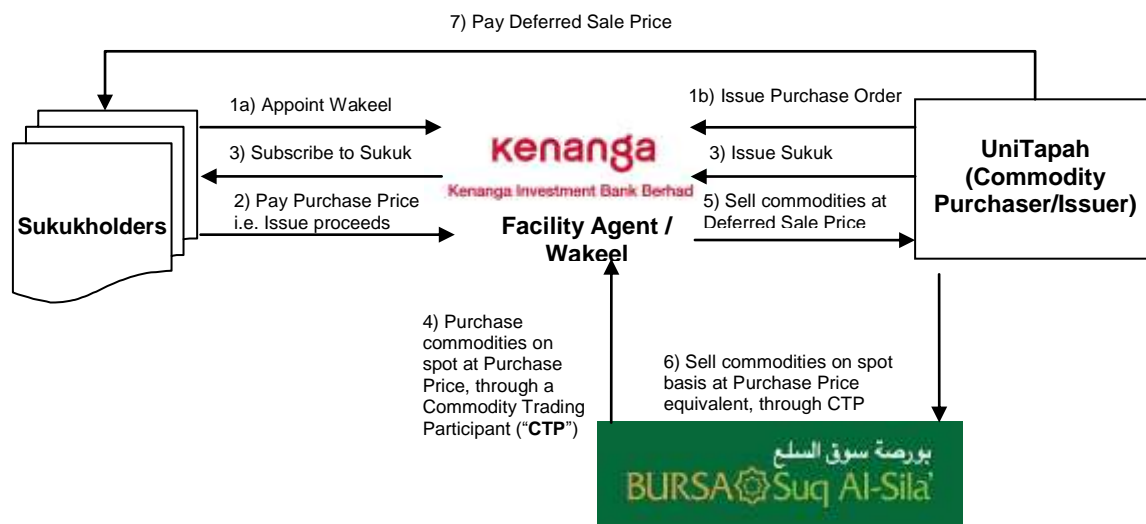 7) Pay Deferred Sale Price
1a) Appoint Wakeel
1b) Issue Purchase Order
3) Subscribe to Sukuk
3) Issue Sukuk
2) Pay Purchase Price
i.e. Issue proceeds
5) Sell commodities at
Deferred Sale Price
Sukukholders
kenanga
Kenanga Investment Bank Berhad
Facility Agent /
Wakeel
UniTapah
(Commodity
Purchaser/Issuer)
4) Purchase
commodities on
spot at Purchase
Price, through a
Commodity Trading
Participant (“CTP”)
6) Sell commodities on spot
basis at Purchase Price
equivalent, through CTP
بورصة سوق السلع
BURSA Suq Al-Sila'